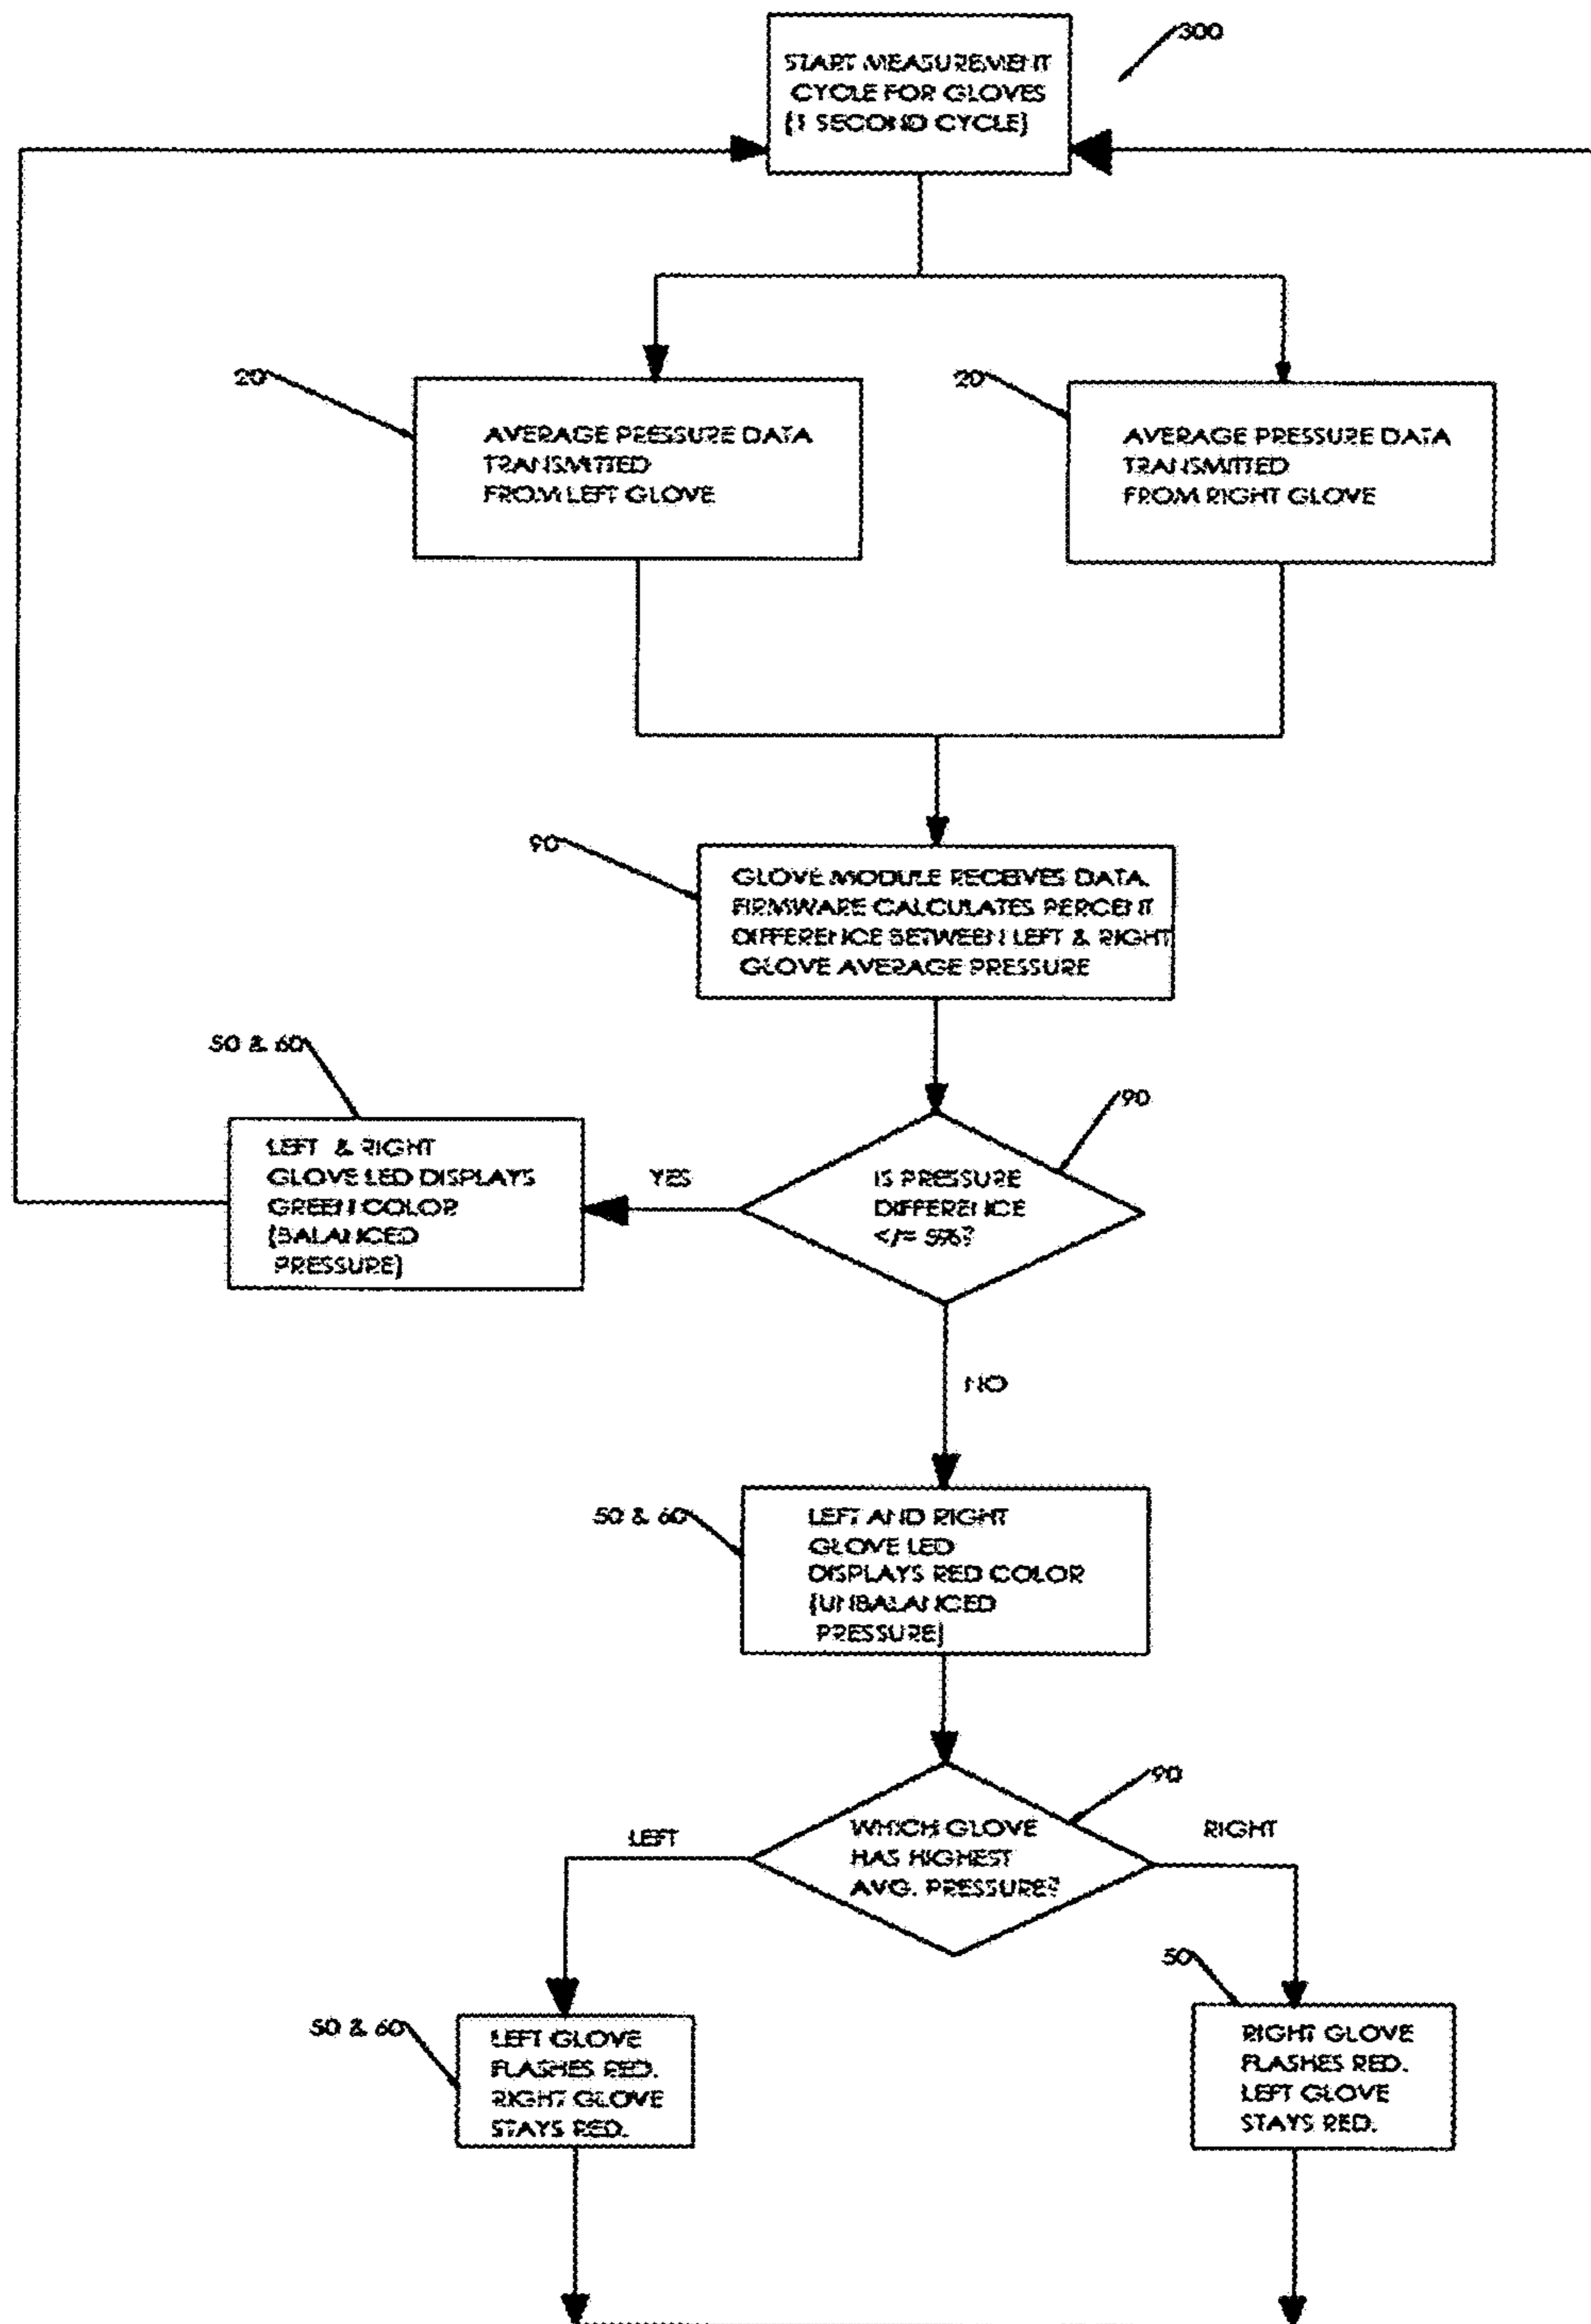 300
START MEASUREMENT
CYCLE FOR GLOVES
(1 SECOND CYCLE)
20
AVERAGE PRESSURE DATA
TRANSMITTED
FROM LEFT GLOVE
20
AVERAGE PRESSURE DATA
TRANSMITTED
FROM RIGHT GLOVE
90
GLOVE MODULE RECEIVES DATA.
FIRMWARE CALCULATES PERCENT
DIFFERENCE BETWEEN LEFT & RIGHT
GLOVE AVERAGE PRESSURE
50 & 60
LEFT & RIGHT
GLOVE LED DISPLAYS
GREEN COLOR
(BALANCED
PRESSURE)
YES
90
IS PRESSURE
DIFFERENCE
</= 5%?
NO
50 & 60
LEFT AND RIGHT
GLOVE LED
DISPLAYS RED COLOR
(UNBALANCED
PRESSURE)
90
LEFT
WHICH GLOVE
HAS HIGHEST
AVG. PRESSURE?
RIGHT
50 & 60
LEFT GLOVE
FLASHES RED.
RIGHT GLOVE
STAYS RED.
50
RIGHT GLOVE
FLASHES RED.
LEFT GLOVE
STAYS RED.